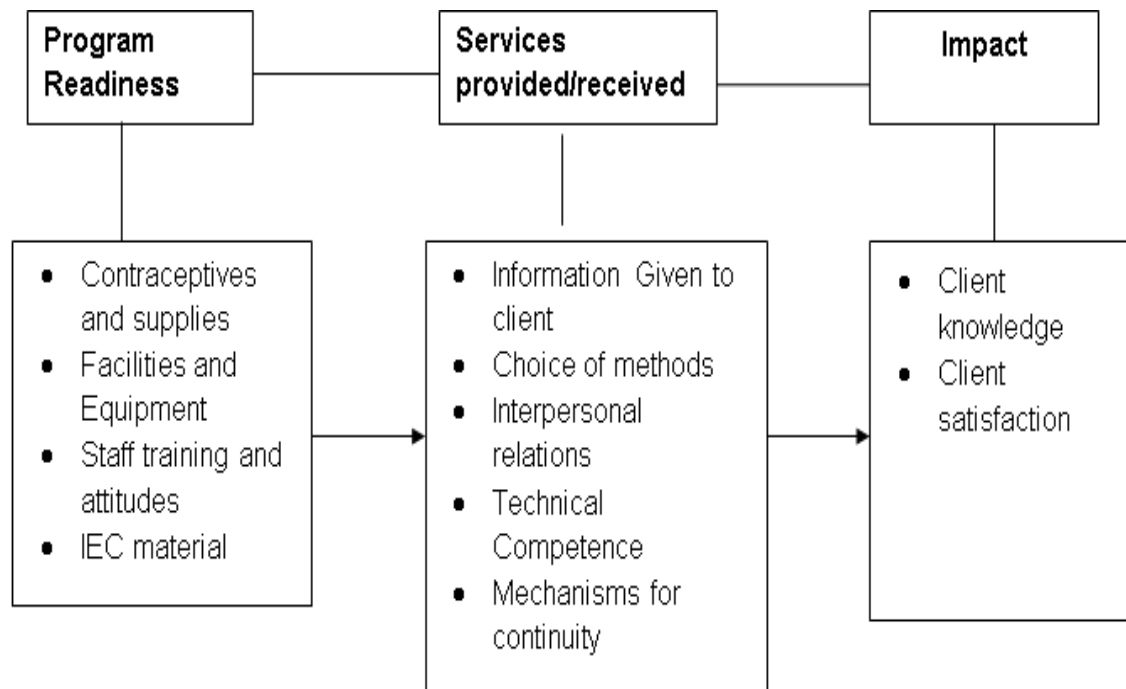 Program
Readiness
Services
provided/received
Impact
• Contraceptives
and supplies
• Facilities and
Equipment
• Staff training and
attitudes
• IEC material
• Information Given to
client
• Choice of methods
• Interpersonal
relations
• Technical
Competence
• Mechanisms for
continuity
• Client
knowledge
• Client
satisfaction